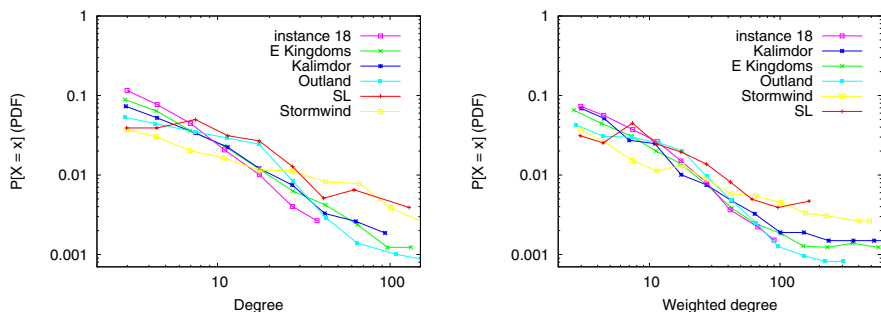 1
0.1
0.01
0.001
P[X = x] (PDF)
instance 18
E Kingdoms
Kalimdor
Outland
SL
Stormwind
10
100
Degree
1
0.1
0.01
0.001
P[X = x] (PDF)
instance 18
Kalimdor
E Kingdoms
Outland
Stormwind
SL
10
100
Weighted degree